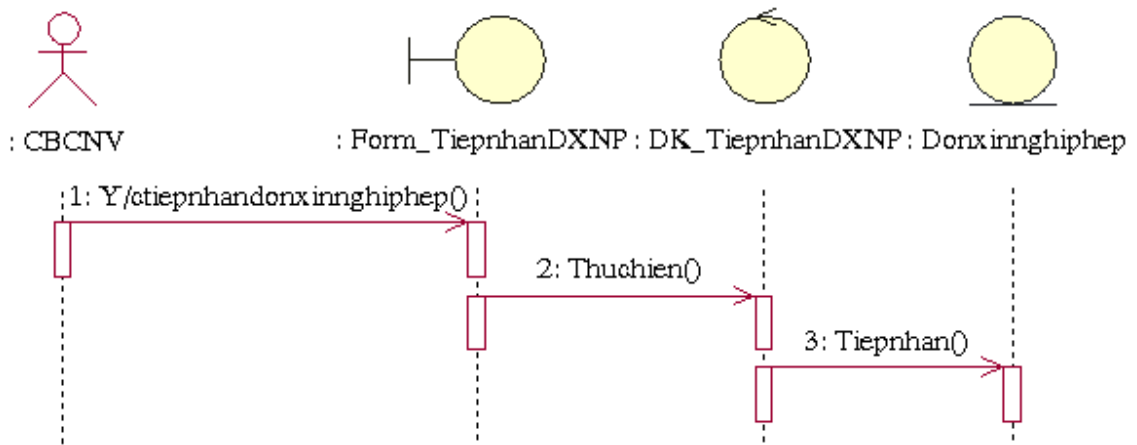 : CBCNV
: Form_TiepnhanDXNP
: DK_TiepnhanDXNP
: Donxinnghiphep
1: Y/ctiepnhandonxinnghiphep()
2: Thuchien()
3: Tiepnhan()